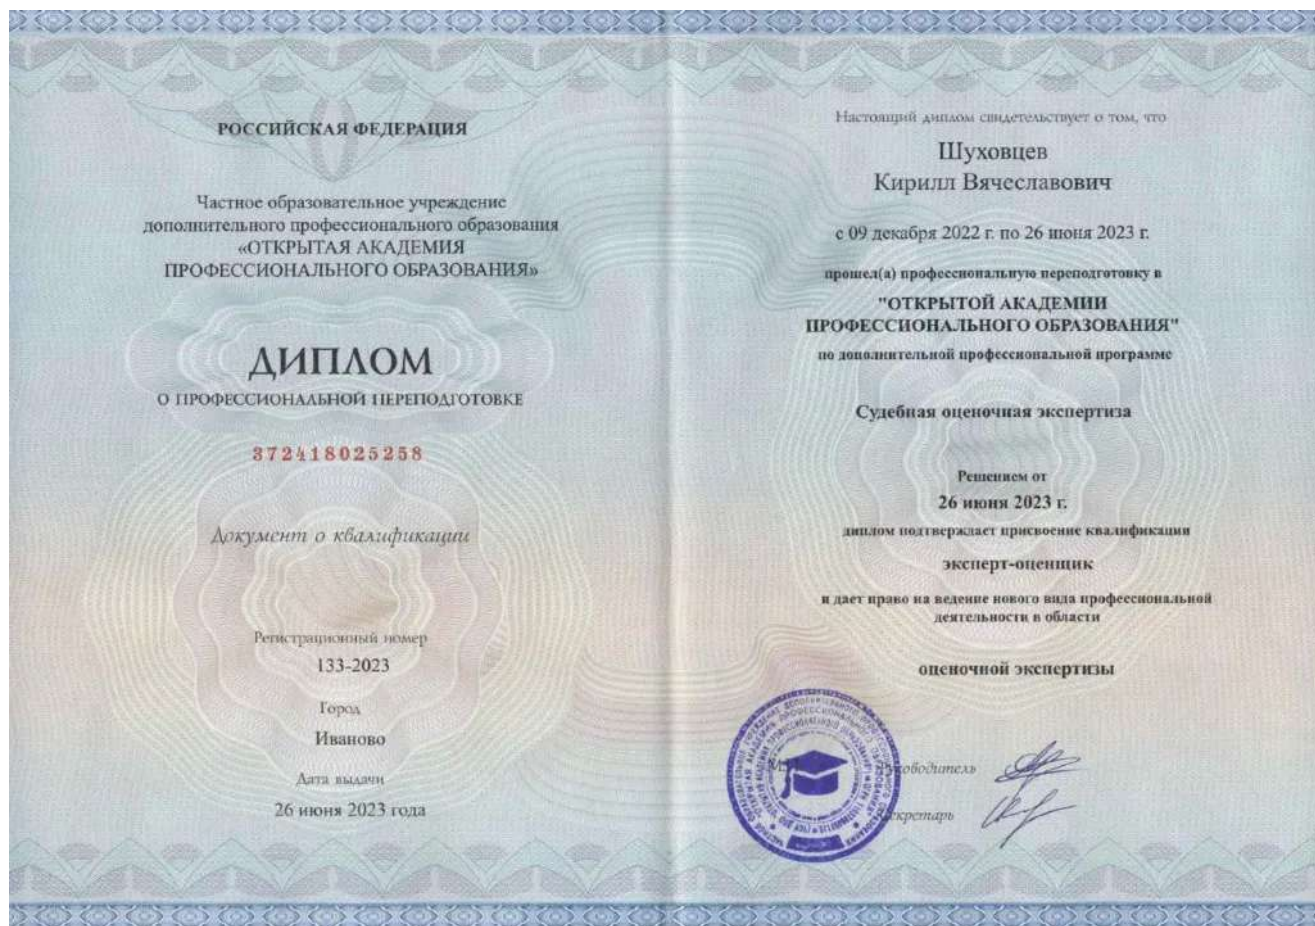 РОССИЙСКАЯ ФЕДЕРАЦИЯ
Частное образовательное учреждение
дополнительного профессионального образования
«ОТКРЫТАЯ АКАДЕМИЯ
ПРОФЕССИОНАЛЬНОГО ОБРАЗОВАНИЯ»
ДИПЛОМ
О ПРОФЕССИОНАЛЬНОЙ ПЕРЕПОДГОТОВКЕ
372418025258
Документ о квалификации
Регистрационный номер
133-2023
Город
Иваново
Дата выдачи
26 июня 2023 года
Настоящий диплом свидетельствует о том, что
Шуховцев
Кирилл Вячеславович
с 09 декабря 2022 г. по 26 июня 2023 г.
прошел(а) профессиональную переподготовку в
"ОТКРЫТОЙ АКАДЕМИИ
ПРОФЕССИОНАЛЬНОГО ОБРАЗОВАНИЯ"
по дополнительной профессиональной программе
Судебная оценочная экспертиза
Решением от
26 июня 2023 г.
диплом подтверждает присвоение квалификации
эксперт-оценщик
и дает право на ведение нового вида профессиональной
деятельности в области
оценочной экспертизы
Руководитель
Секретарь